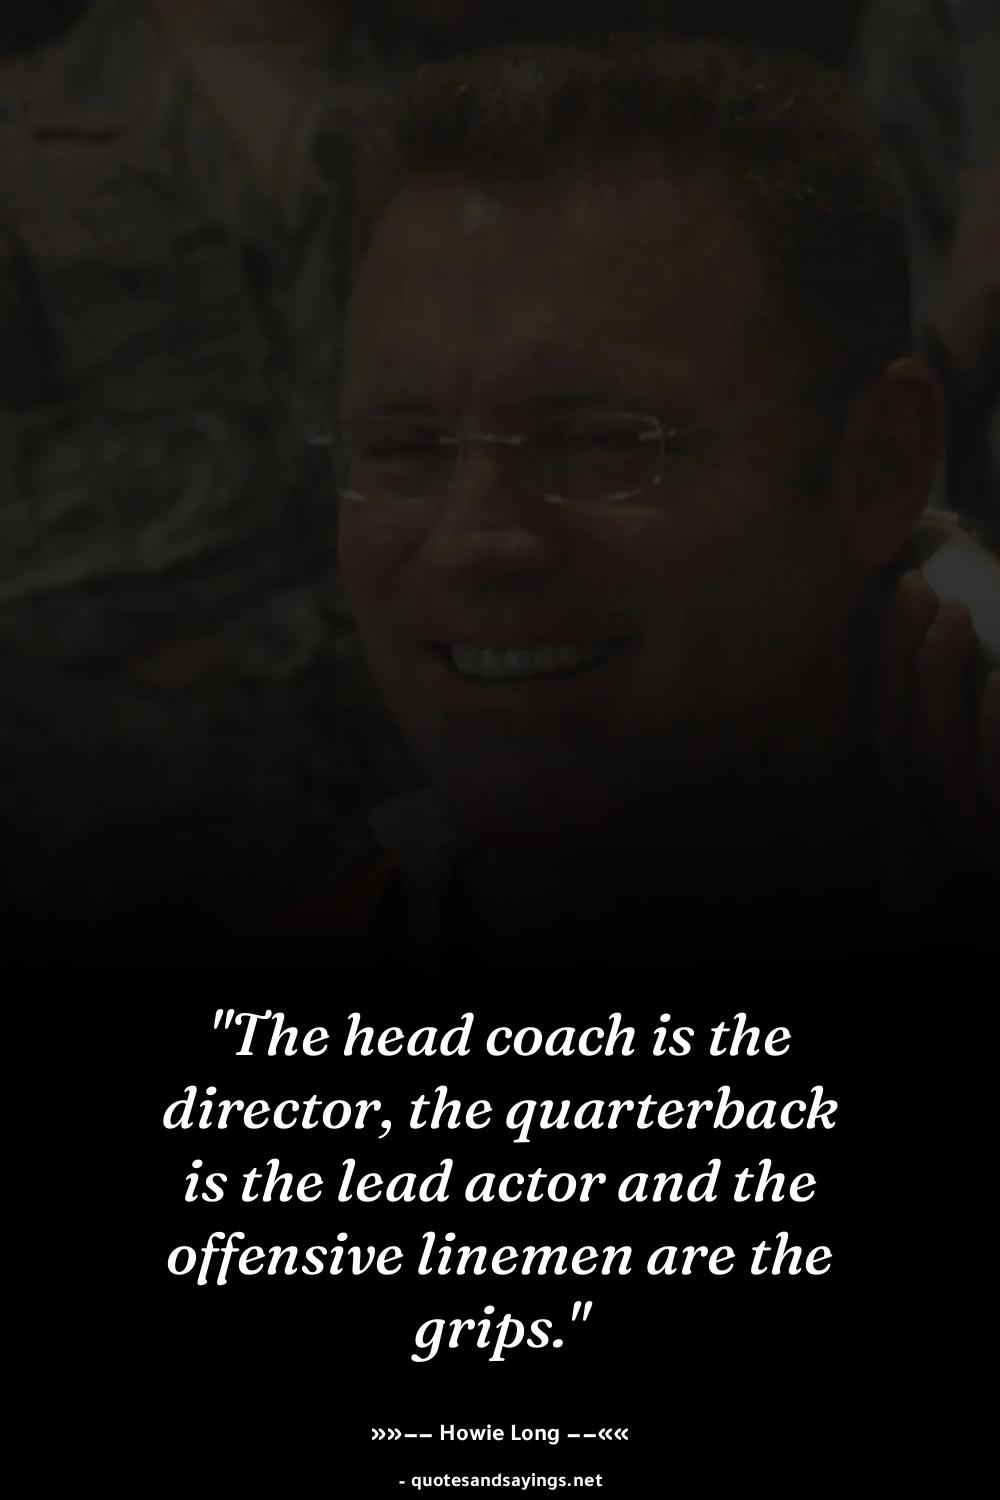 "The head coach is the
director, the quarterback
is the lead actor and the
offensive linemen are the
grips."
»»–– Howie Long ––««
- quotesandsayings.net